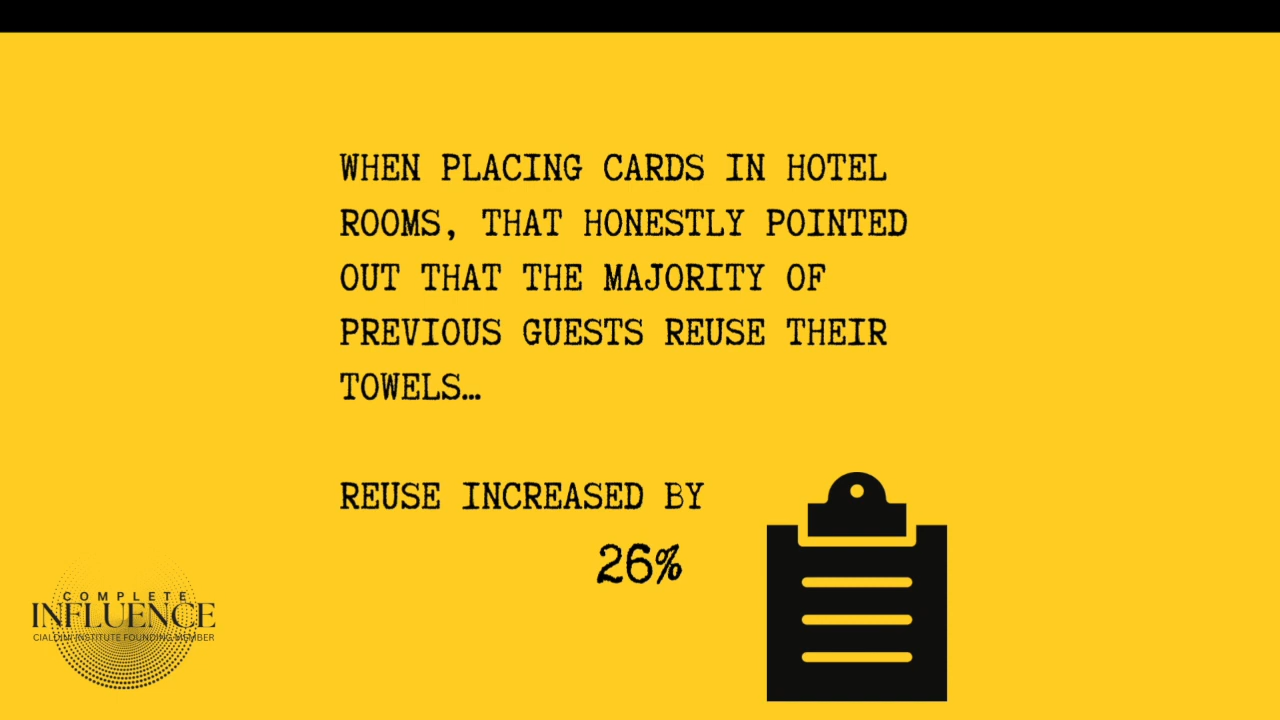 WHEN PLACING CARDS IN HOTEL
ROOMS, THAT HONESTLY POINTED
OUT THAT THE MAJORITY OF
PREVIOUS GUESTS REUSE THEIR
TOWELS…
REUSE INCREASED BY
26%
COMPLETE
INFLUENCE
CIALDINI INSTITUTE FOUNDING MEMBER